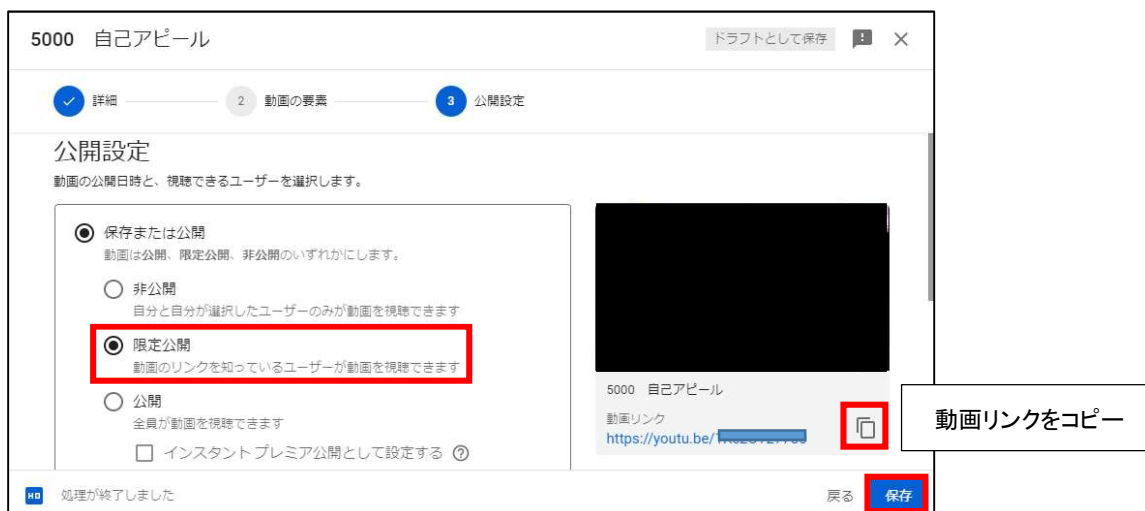 5000 自己アピール
ドラフトとして保存
詳細
2 動画の要素
3 公開設定
公開設定
動画の公開日時と、視聴できるユーザーを選択します。
保存または公開
動画は公開、限定公開、非公開のいずれかにします。
非公開
自分と自分が選択したユーザーのみが動画を視聴できます
限定公開
動画のリンクを知っているユーザーが動画を視聴できます
公開
全員が動画を視聴できます
インスタント プレミア公開として設定する
5000 自己アピール
動画リンク
https://youtu.be/
動画リンクをコピー
HD 処理が終了しました
戻る
保存